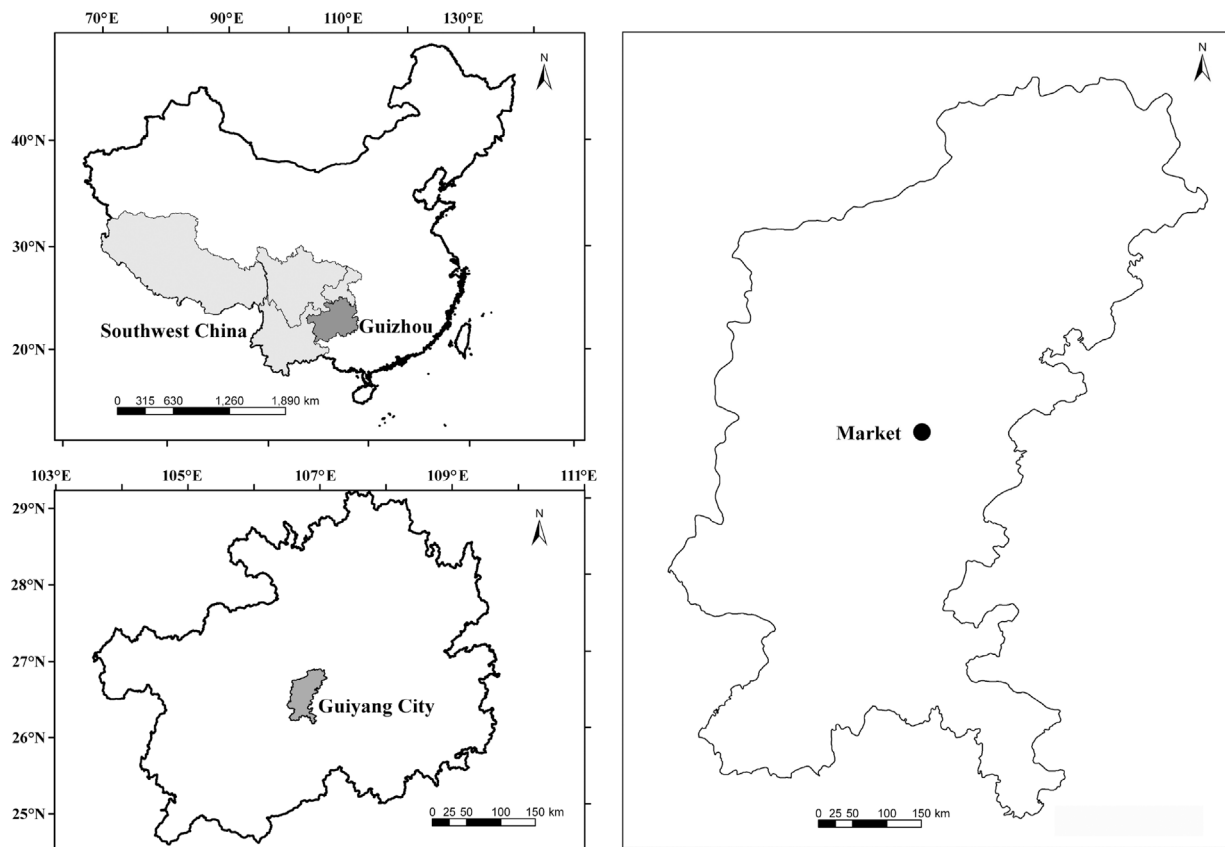 70°E 90°E 110°E 130°E
N
40°N
30°N
Southwest China
Guizhou
20°N
0 315 630 1,260 1,890 km
103°E 105°E 107°E 109°E 111°E
N
29°N
28°N
27°N
Guiyang City
26°N
25°N
0 25 50 100 150 km
N
Market
0 25 50 100 150 km